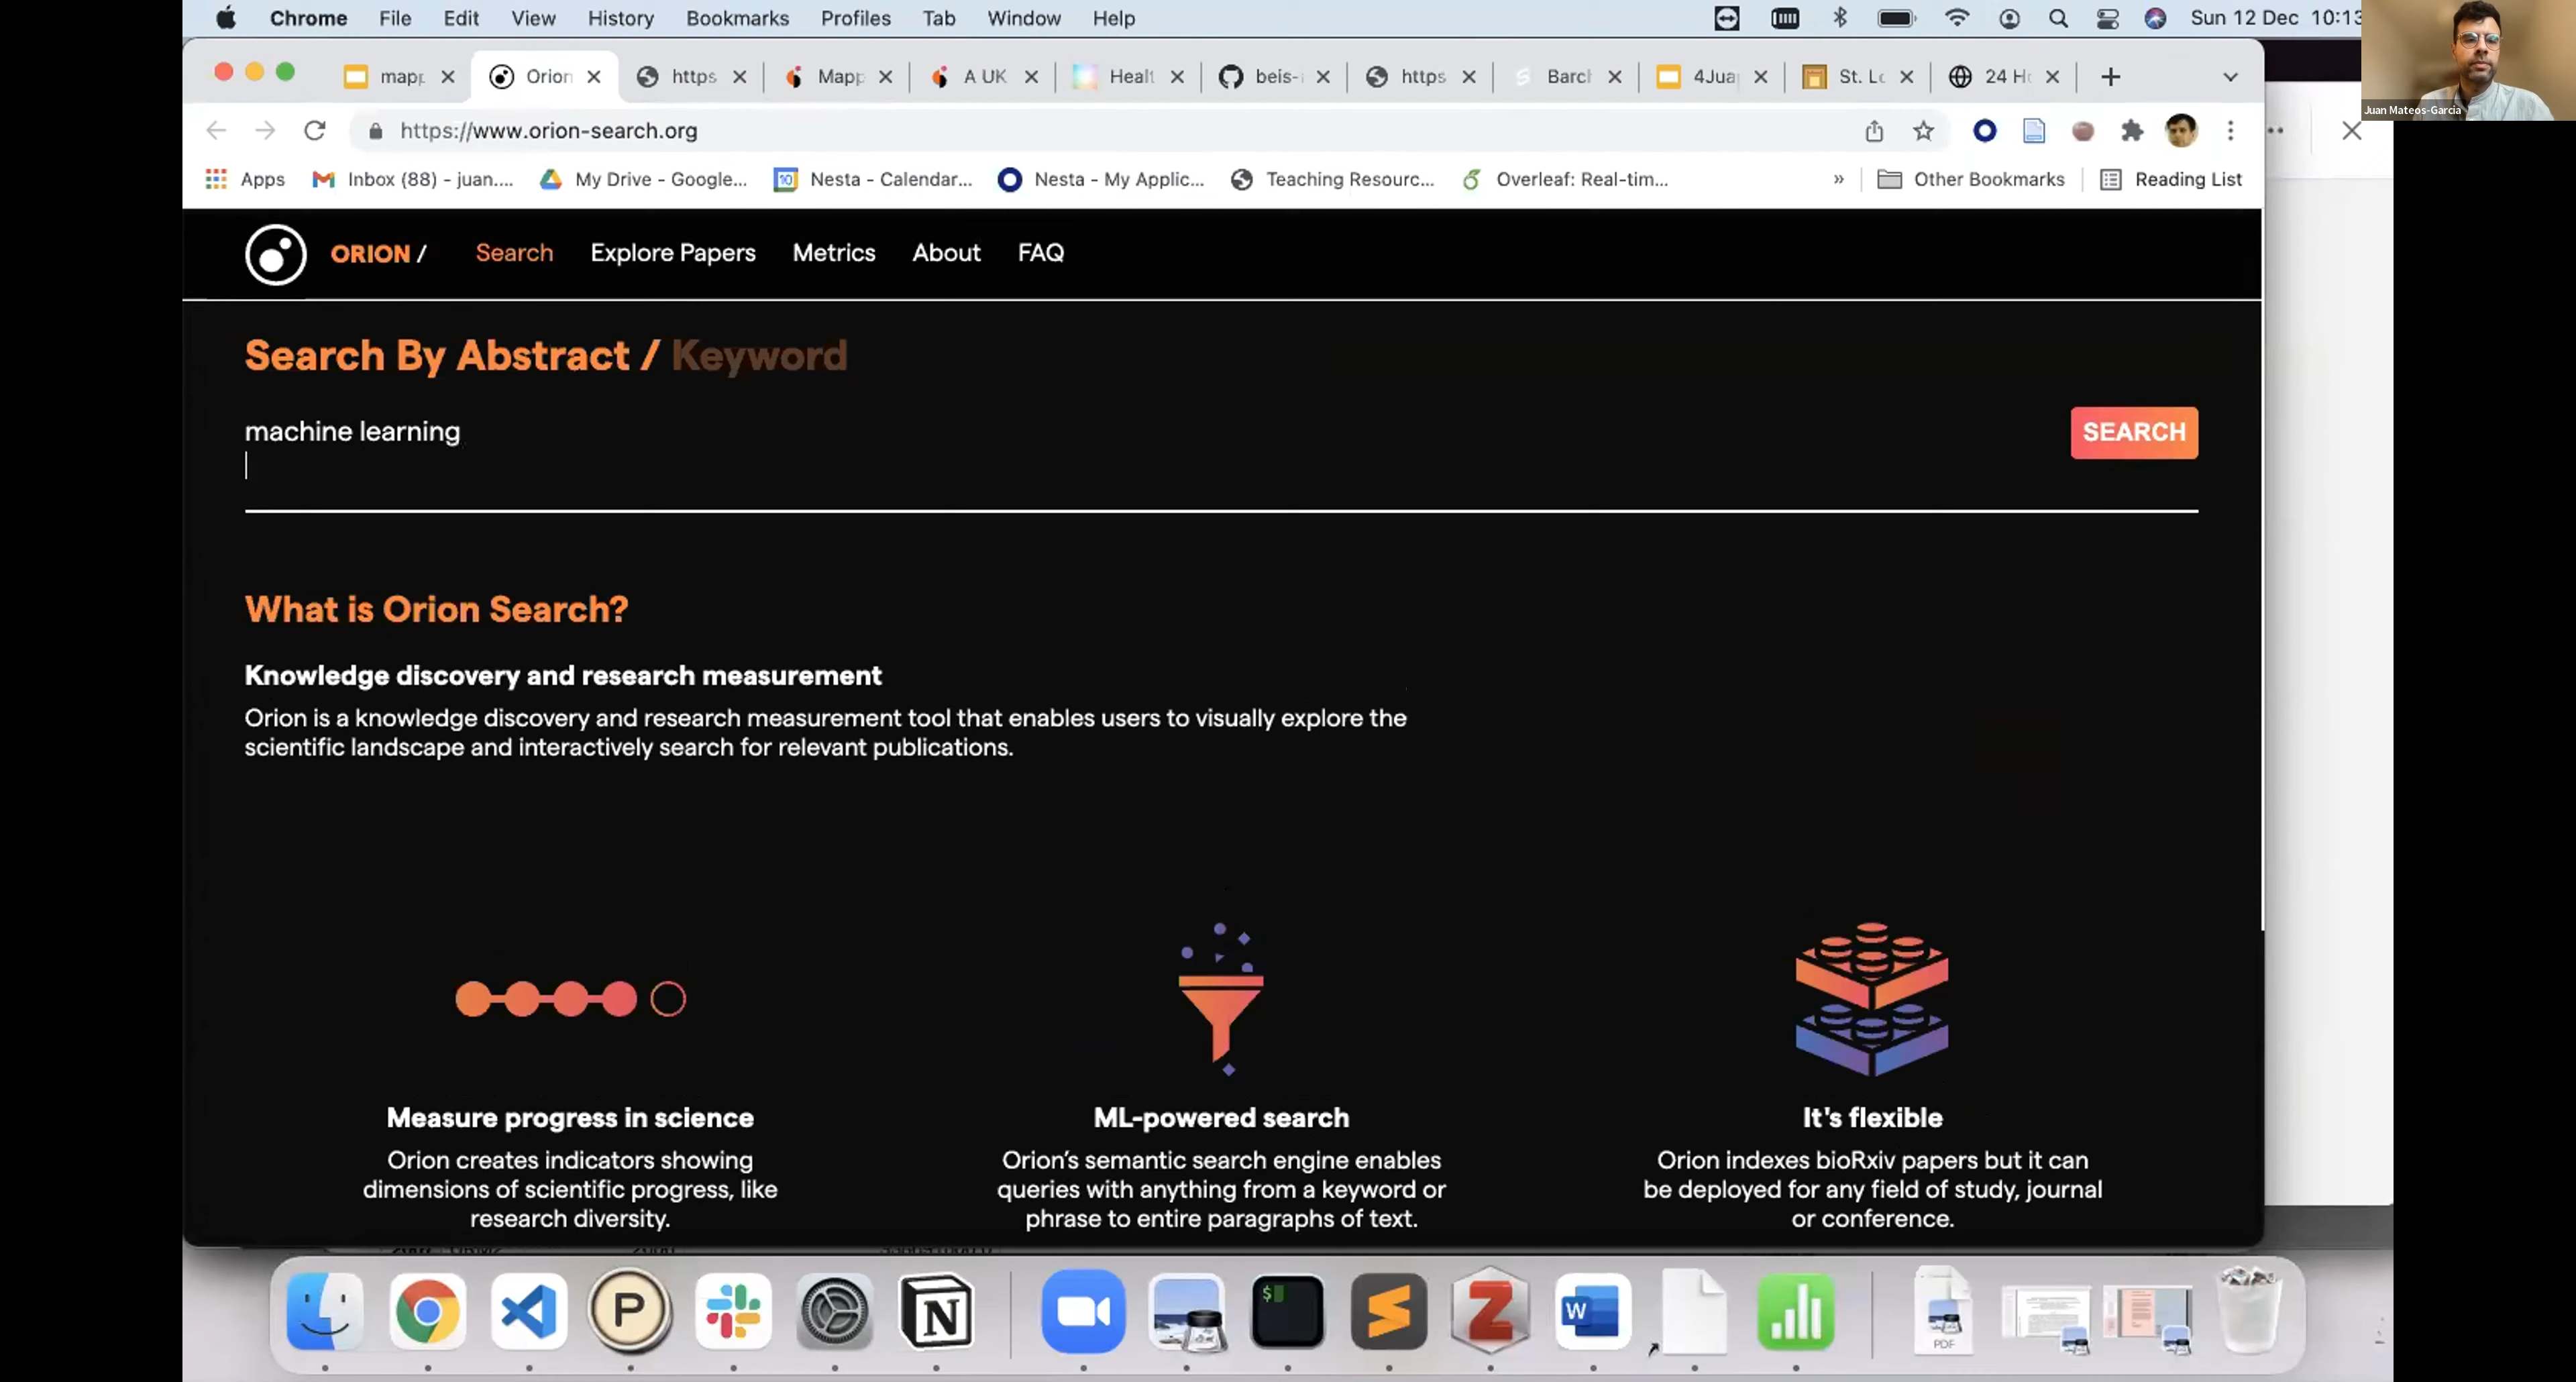 Chrome File Edit View History Bookmarks Profiles Tab Window Help Sun 12 Dec 10:13
Juan Mateos-Garcia
mapp Orion https Mapp A UK Healt beis- https Barch 4Jua St. Lo 24 H
https://www.orion-search.org
Apps Inbox (88) - juan.... My Drive - Google... 10 Nesta - Calendar... Nesta - My Applic... Teaching Resourc... Overleaf: Real-tim... » Other Bookmarks Reading List
ORION / Search Explore Papers Metrics About FAQ
Search By Abstract / Keyword
machine learning
SEARCH
What is Orion Search?
Knowledge discovery and research measurement
Orion is a knowledge discovery and research measurement tool that enables users to visually explore the
scientific landscape and interactively search for relevant publications.
Measure progress in science
Orion creates indicators showing
dimensions of scientific progress, like
research diversity.
ML-powered search
Orion's semantic search engine enables
queries with anything from a keyword or
phrase to entire paragraphs of text.
It's flexible
Orion indexes bioRxiv papers but it can
be deployed for any field of study, journal
or conference.
P
N
$
S
Z
W
PDF